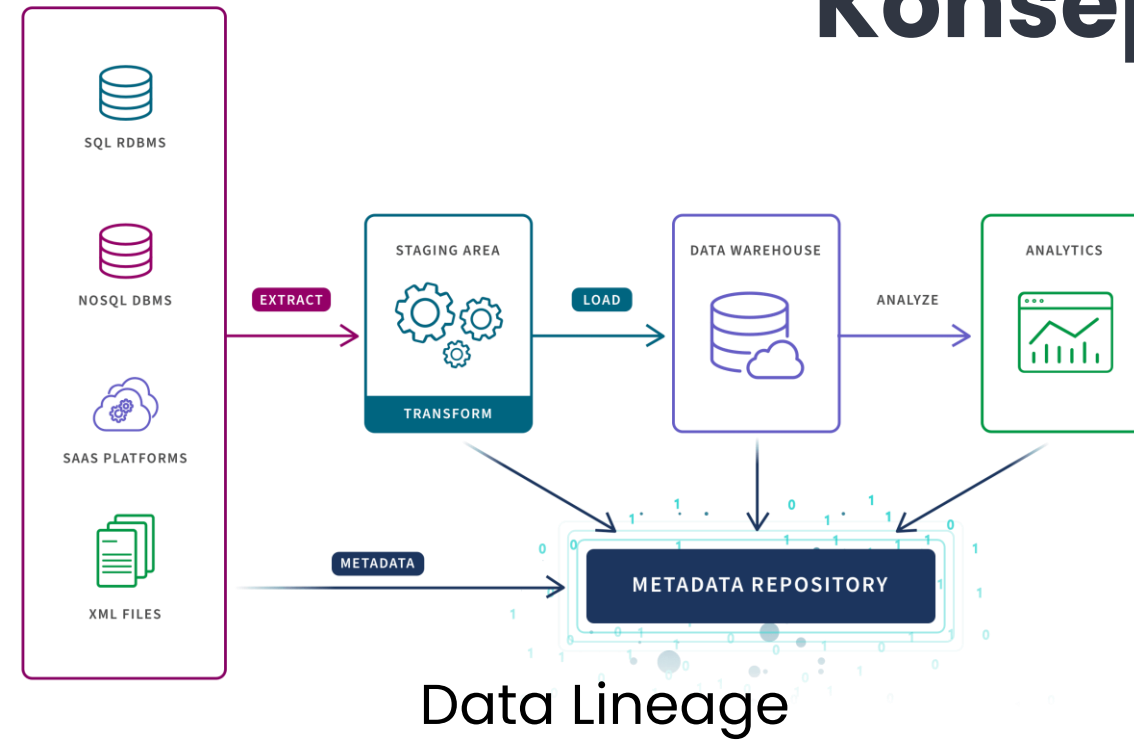 Konsep
SQL RDBMS
NOSQL DBMS
SAAS PLATFORMS
XML FILES
EXTRACT
STAGING AREA
TRANSFORM
LOAD
DATA WAREHOUSE
ANALYZE
ANALYTICS
METADATA
METADATA REPOSITORY
Data Lineage